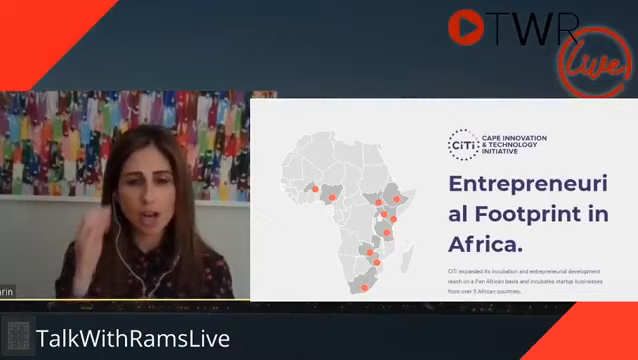 TWR
Live
CiTi
CAPE INNOVATION
& TECHNOLOGY
INITIATIVE
Entrepreneuri
al Footprint in
Africa.
CiTi expanded its incubation and entrepreneurial development
reach on a Pan African basis and incubates startup businesses
from over 9 African countries.
arin
TalkWithRamsLive